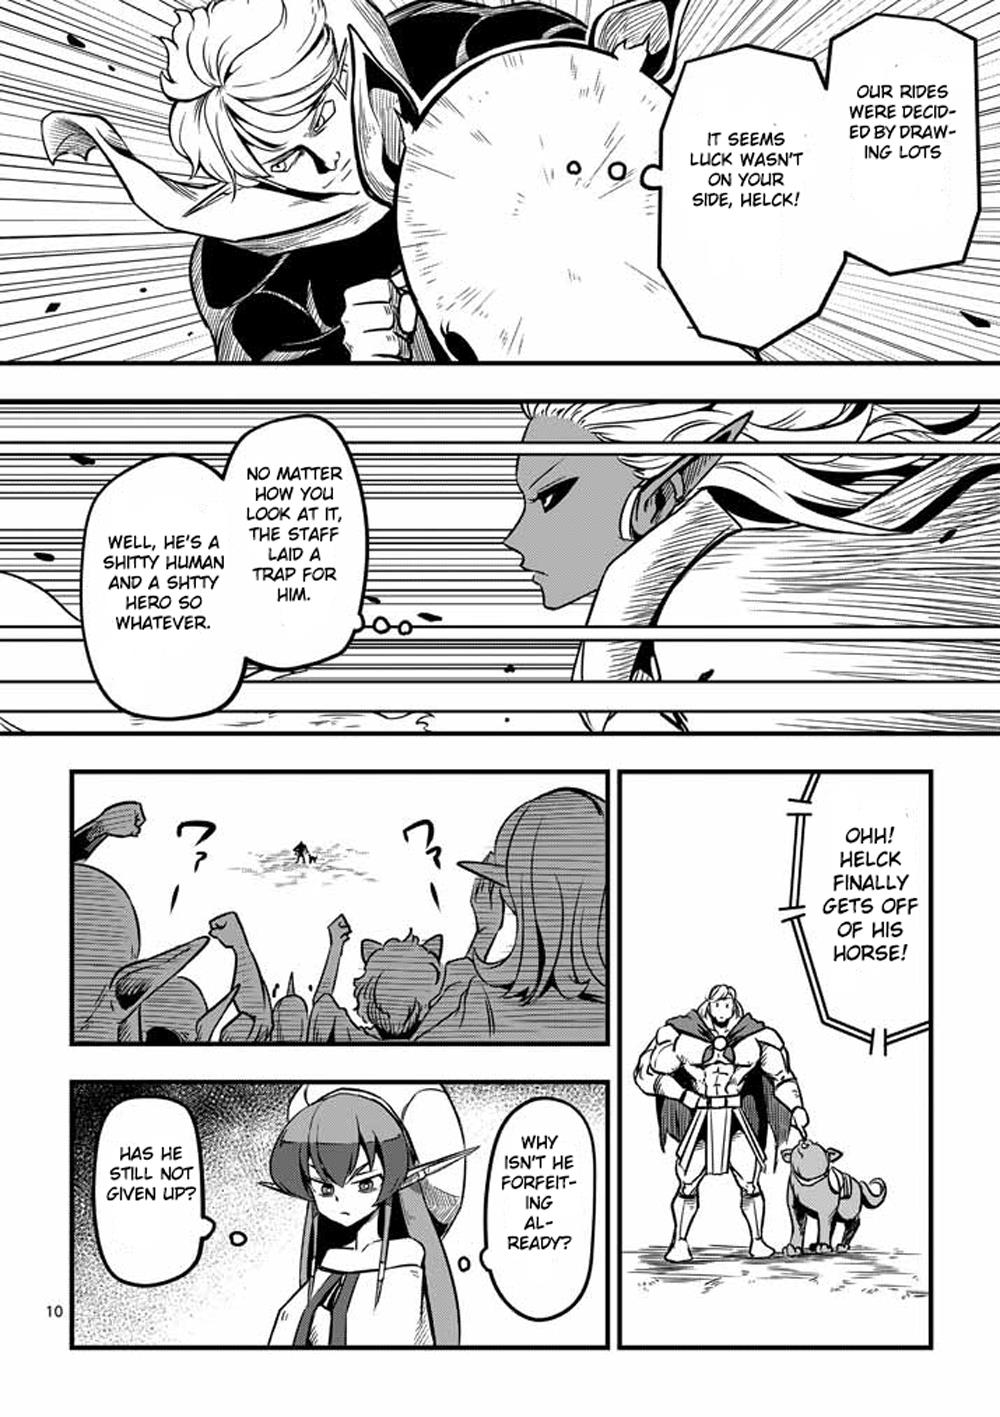 OUR RIDES
WERE DECID-
ED BY DRAW-
ING LOTS
IT SEEMS
LUCK WASN'T
ON YOUR
SIDE, HELCK!
NO MATTER
HOW YOU
LOOK AT IT,
THE STAFF
LAID A
TRAP FOR
HIM.
WELL, HE'S A
SHITTY HUMAN
AND A SHTTY
HERO SO
WHATEVER.
OHH!
HELCK
FINALLY
GETS OFF
OF HIS
HORSE!
?
?
WHY
ISN'T HE
FORFEIT-
ING
AL-
READY?
HAS HE
STILL NOT
GIVEN UP?
10